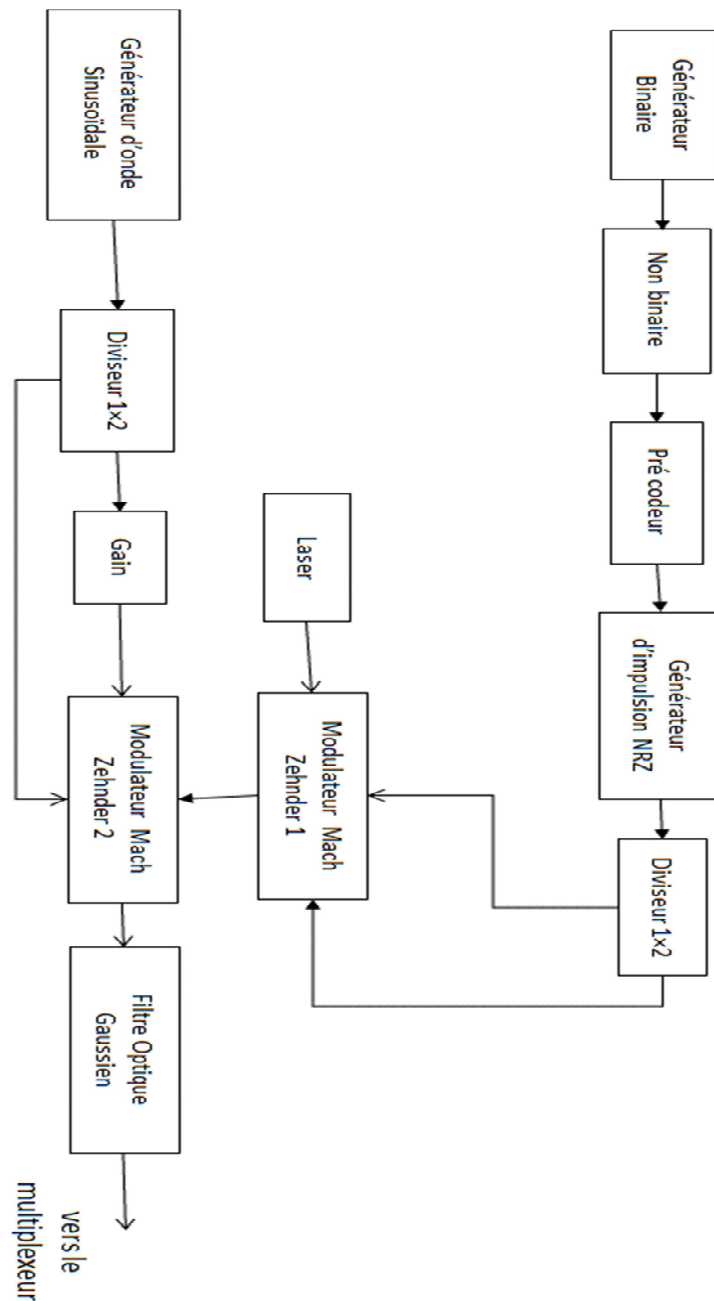 Générateur
Binaire
Non binaire
Pré codeur
Générateur
d'impulsion NRZ
Diviseur 1×2
Laser
Modulateur Mach
Zehnder 1
Générateur d'onde
Sinusoïdale
Diviseur 1×2
Gain
Modulateur Mach
Zehnder 2
Filtre Optique
Gaussien
vers le
multiplexeur